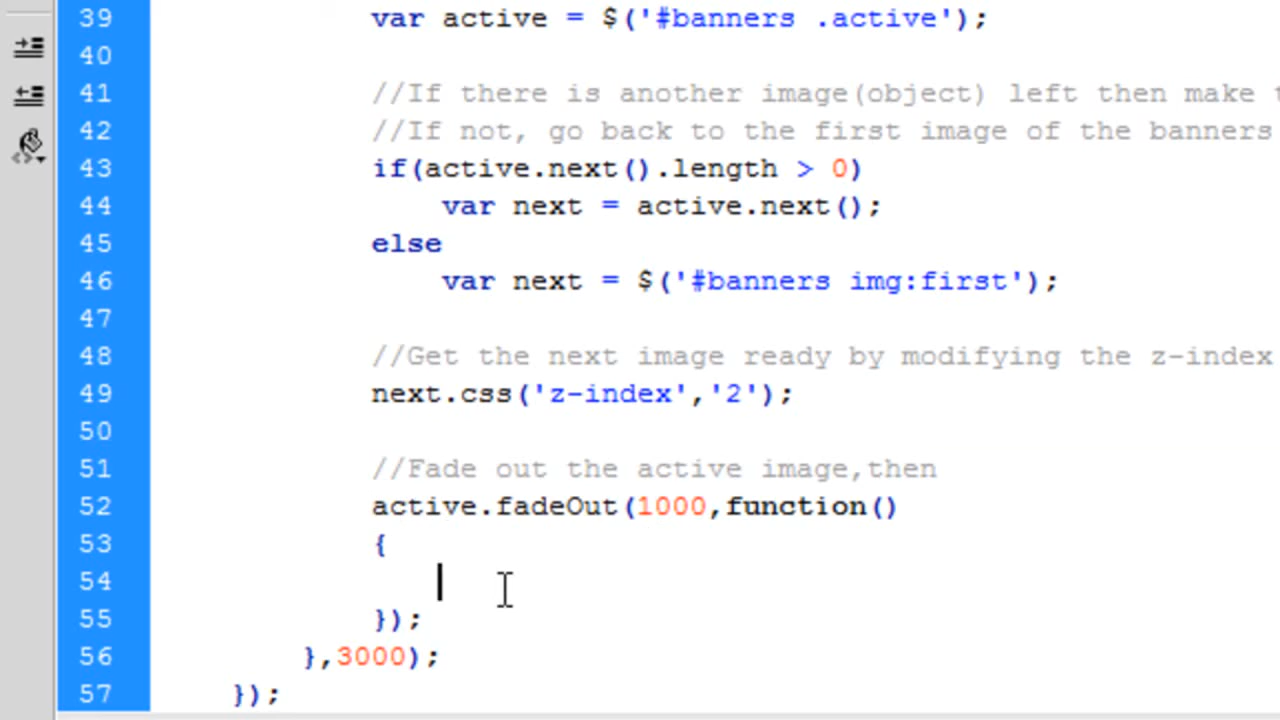 39 var active = $('#banners .active');
40
41 //If there is another image(object) left then make
42 //If not, go back to the first image of the banners
43 if(active.next().length > 0)
44 var next = active.next();
45 else
46 var next = $('#banners img:first');
47
48 //Get the next image ready by modifying the z-index
49 next.css('z-index','2');
50
51 //Fade out the active image,then
52 active.fadeOut(1000,function()
53 {
54
55 });
56 },3000);
57 });